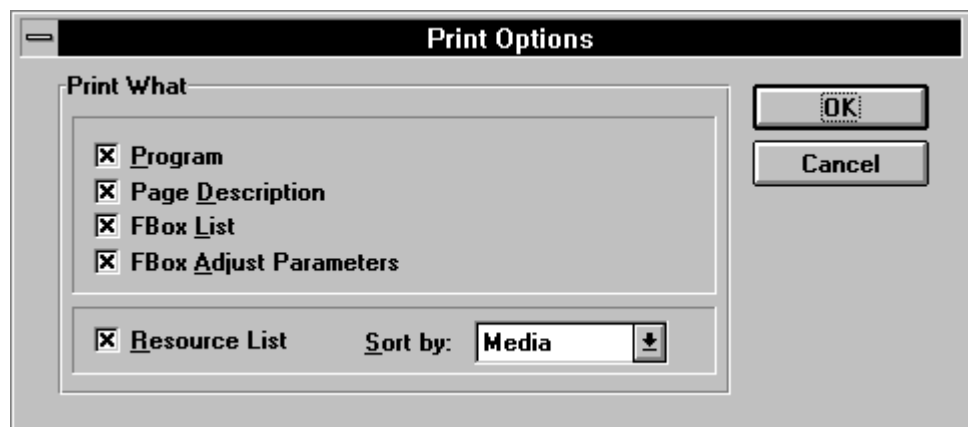 Print Options
Print What
OK
Program
Cancel
Page Description
FBox List
FBox Adjust Parameters
Resource List Sort by: Media